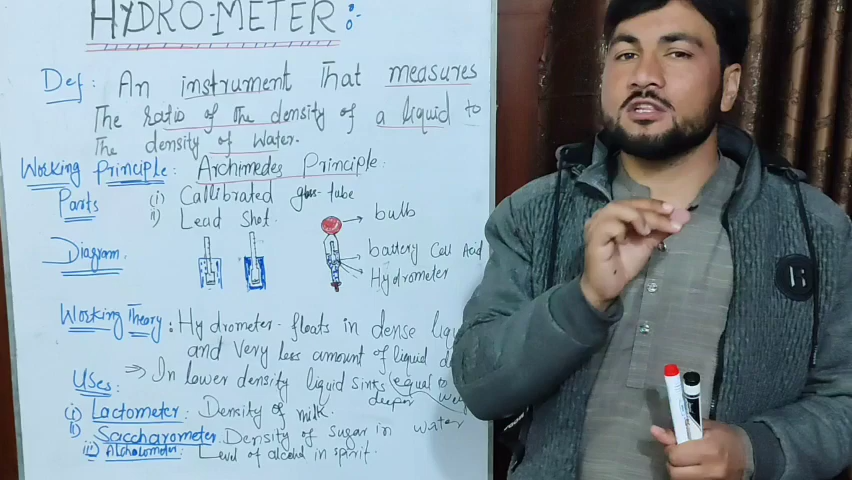 HYDRO-METER :
Def: An instrument That measures
The Ratio of The density of a liquid to
The density of Water.
Working Principle: Archimedes Principle.
Parts (i) Callibrated glass-tube
ii) Lead Shot.
bulb
Diagram.
battery Cell Acid
Hydrometer
Working Theory: Hydrometer floats in dense
and very less amount of liquid
In lower density liquid sinks (equal to
deeper
Uses:
(i) Lactometer: Density of milk.
ii) Saccharometer. Density of Sugar in water
iii) Alcholometer: Level of alcohol in spirit.